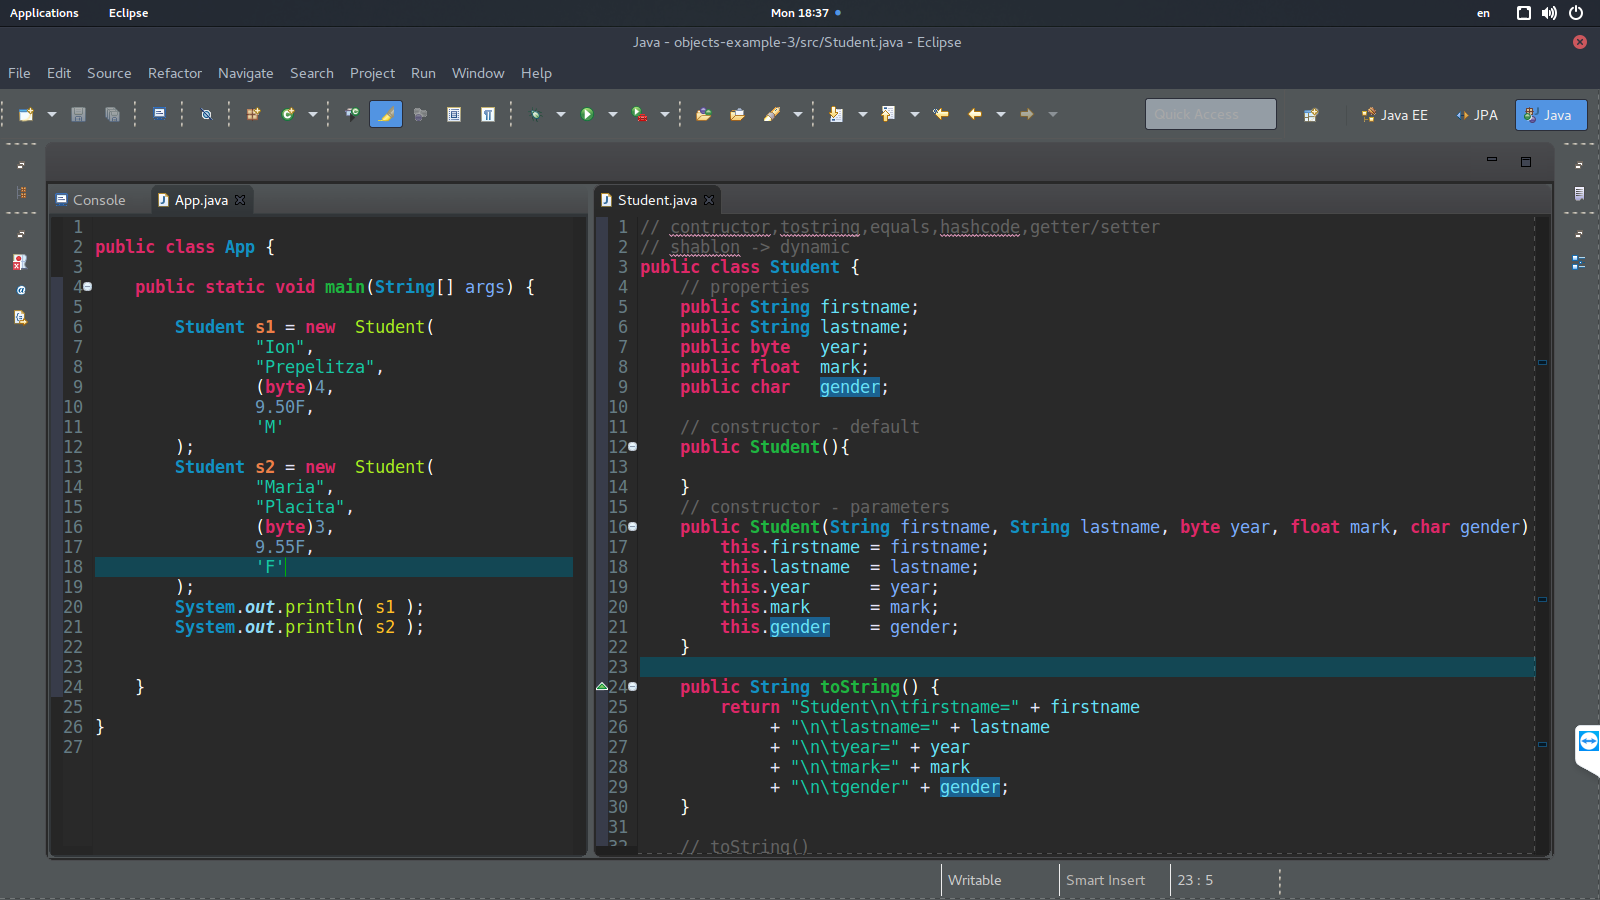 Applications Eclipse Mon 18:37 en
Java - objects-example-3/src/Student.java - Eclipse
File Edit Source Refactor Navigate Search Project Run Window Help
Quick Access Java EE JPA Java
Console App.java
1
2 public class App {
3
4 public static void main(String[] args) {
5
6 Student s1 = new  Student(
7 "Ion",
8 "Prepelitza",
9 (byte)4,
10 9.50F,
11 'M'
12 );
13 Student s2 = new  Student(
14 "Maria",
15 "Placita",
16 (byte)3,
17 9.55F,
18 'F'
19 );
20 System.out.println( s1 );
21 System.out.println( s2 );
22
23
24 }
25
26 }
27
Student.java
1 // contructor,tostring,equals,hashcode,getter/setter
2 // shablon -> dynamic
3 public class Student {
4 // properties
5 public String firstname;
6 public String lastname;
7 public byte   year;
8 public float  mark;
9 public char   gender;
10
11 // constructor - default
12 public Student(){
13
14 }
15 // constructor - parameters
16 public Student(String firstname, String lastname, byte year, float mark, char gender)
17 this.firstname = firstname;
18 this.lastname  = lastname;
19 this.year      = year;
20 this.mark      = mark;
21 this.gender    = gender;
22 }
23
24 public String toString() {
25 return "Student\n\tfirstname=" + firstname
26 + "\n\tlastname=" + lastname
27 + "\n\tyear=" + year
28 + "\n\tmark=" + mark
29 + "\n\tgender" + gender;
30 }
31
32 // toString()
Writable Smart Insert 23 : 5